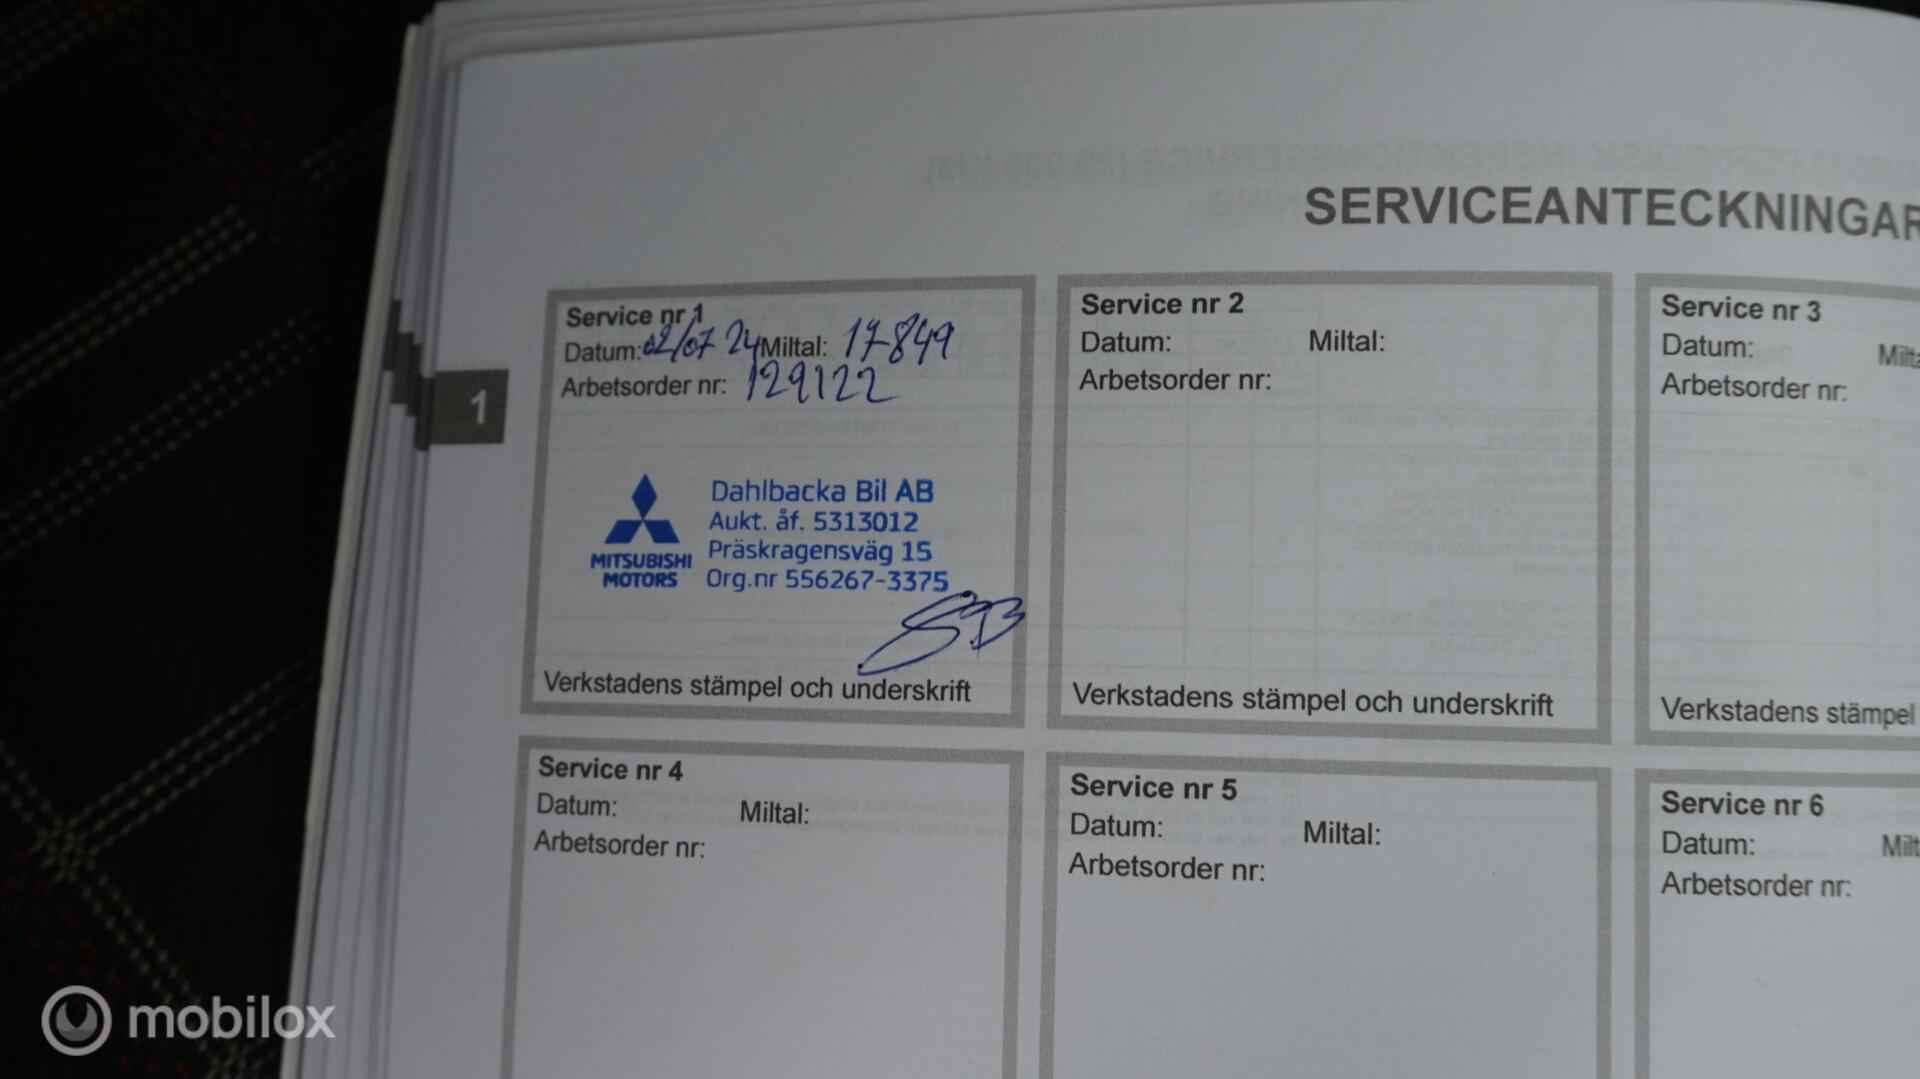 SERVICEANTECKNINGAR
1
Service nr 1
Datum: 02/07 24 Miltal: 17849
Arbetsorder nr: 129122
MITSUBISHI
MOTORS
Dahlbacka Bil AB
Aukt. åf. 5313012
Präskragensväg 15
Org.nr 556267-3375
Verkstadens stämpel och underskrift
Service nr 2
Datum: Miltal:
Arbetsorder nr:
Verkstadens stämpel och underskrift
Service nr 3
Datum:
Arbetsorder nr:
Verkstadens stämpel
Service nr 4
Datum: Miltal:
Arbetsorder nr:
Service nr 5
Datum: Miltal:
Arbetsorder nr:
Service nr 6
Datum:
Arbetsorder nr:
mobilox